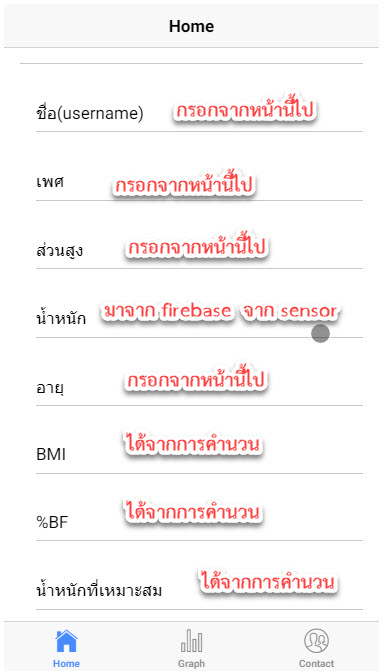 Home
ชื่อ(username) กรอกจากหน้านี้ไป
เพศ กรอกจากหน้านี้ไป
ส่วนสูง กรอกจากหน้านี้ไป
น้ำหนัก มาจาก firebase จาก sensor
อายุ กรอกจากหน้านี้ไป
BMI ได้จากการคำนวน
%BF ได้จากการคำนวน
น้ำหนักที่เหมาะสม ได้จากการคำนวน
Home Graph Contact